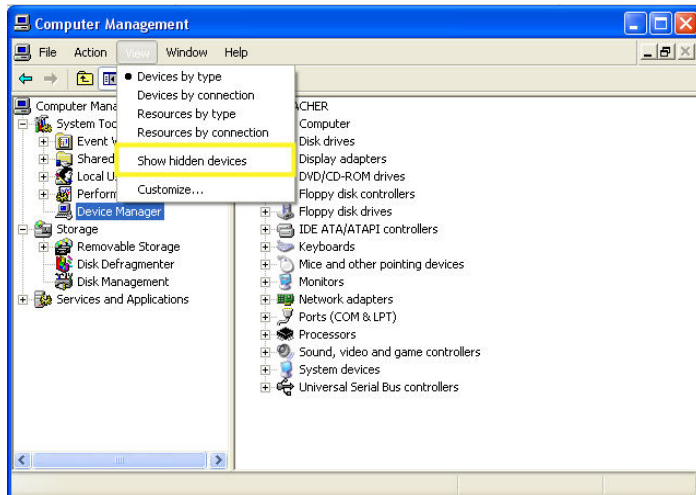 Computer Management
File Action View Window Help
Devices by type
Devices by connection
Resources by type
Resources by connection
Show hidden devices
Customize...
Computer Mana
System Too
Event V
Shared
Local U
Perform
Device Manager
Storage
Removable Storage
Disk Defragmenter
Disk Management
Services and Applications
ACHER
Computer
Disk drives
Display adapters
DVD/CD-ROM drives
Floppy disk controllers
Floppy disk drives
IDE ATA/ATAPI controllers
Keyboards
Mice and other pointing devices
Monitors
Network adapters
Ports (COM & LPT)
Processors
Sound, video and game controllers
System devices
Universal Serial Bus controllers